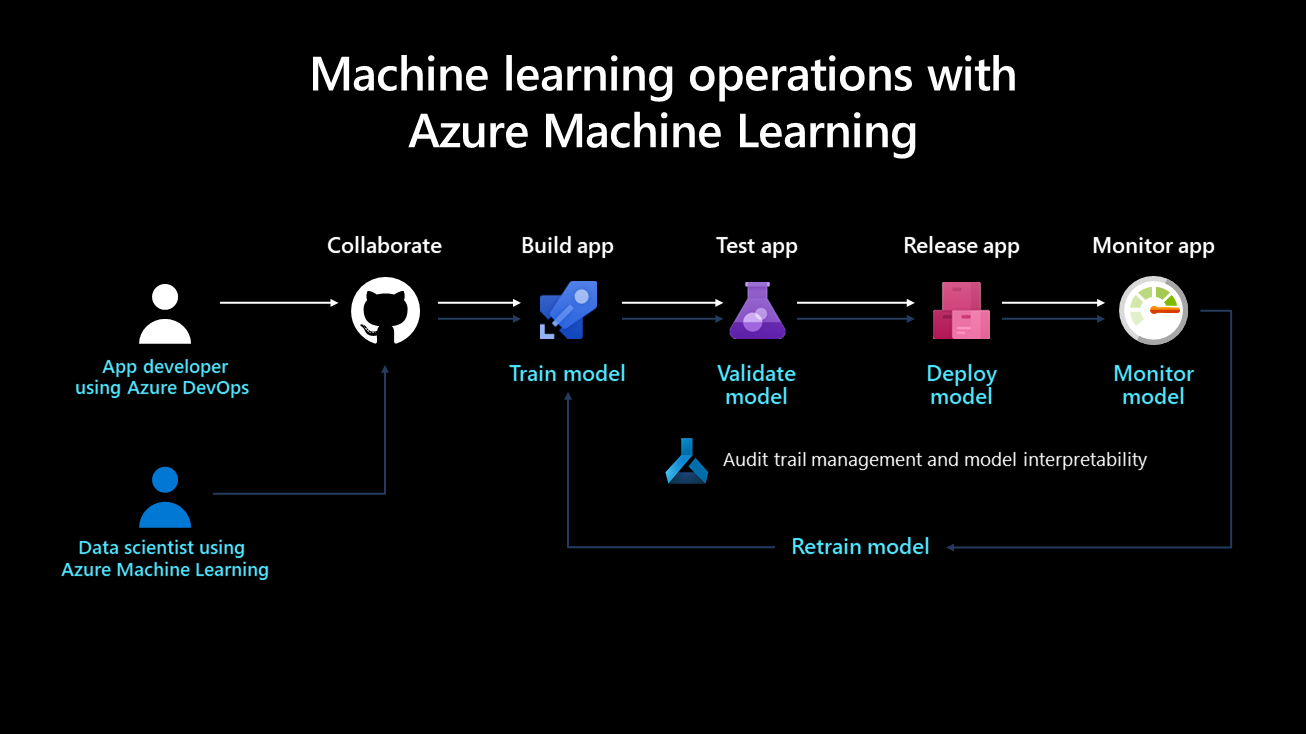 Machine learning operations with
Azure Machine Learning
Collaborate
Build app
Test app
Release app
Monitor app
App developer
using Azure DevOps
Train model
Validate
model
Deploy
model
Monitor
model
Audit trail management and model interpretability
Data scientist using
Azure Machine Learning
Retrain model